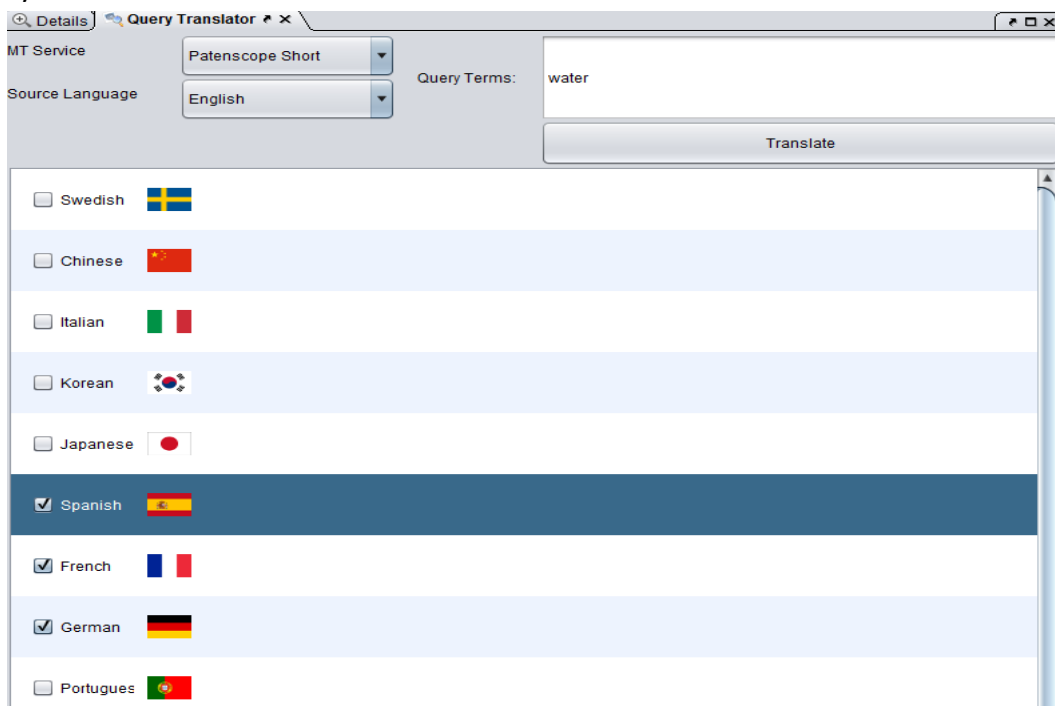 Details Query Translator
MT Service Patenscope Short
Query Terms: water
Source Language English
Translate
Swedish
Chinese
Italian
Korean
Japanese
Spanish
French
German
Portugues